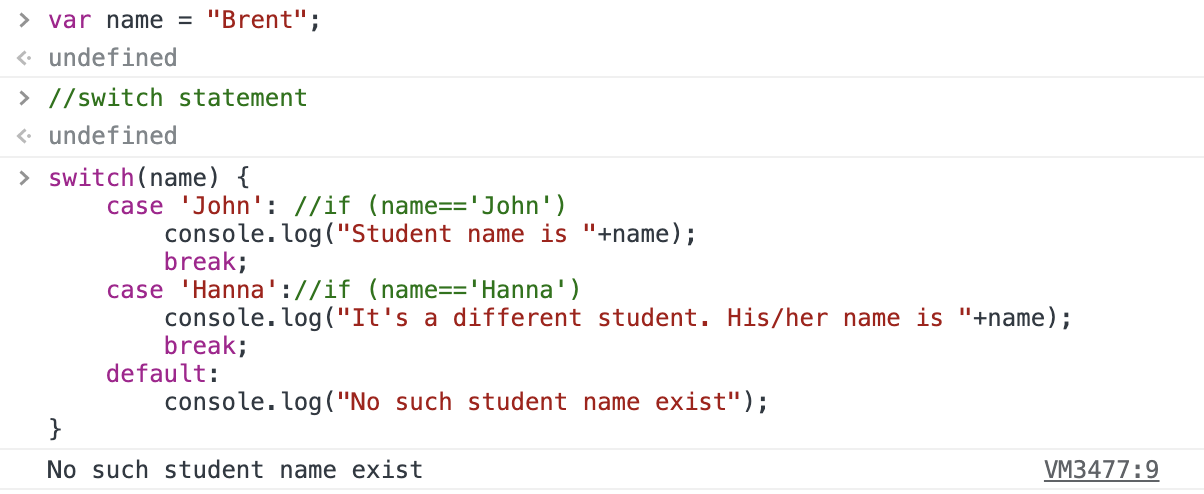 > var name = "Brent";
<· undefined
> //switch statement
<· undefined
> switch(name) {
    case 'John': //if (name=='John')
        console.log("Student name is "+name);
        break;
    case 'Hanna'://if (name=='Hanna')
        console.log("It's a different student. His/her name is "+name);
        break;
    default:
        console.log("No such student name exist");
}
No such student name exist VM3477:9